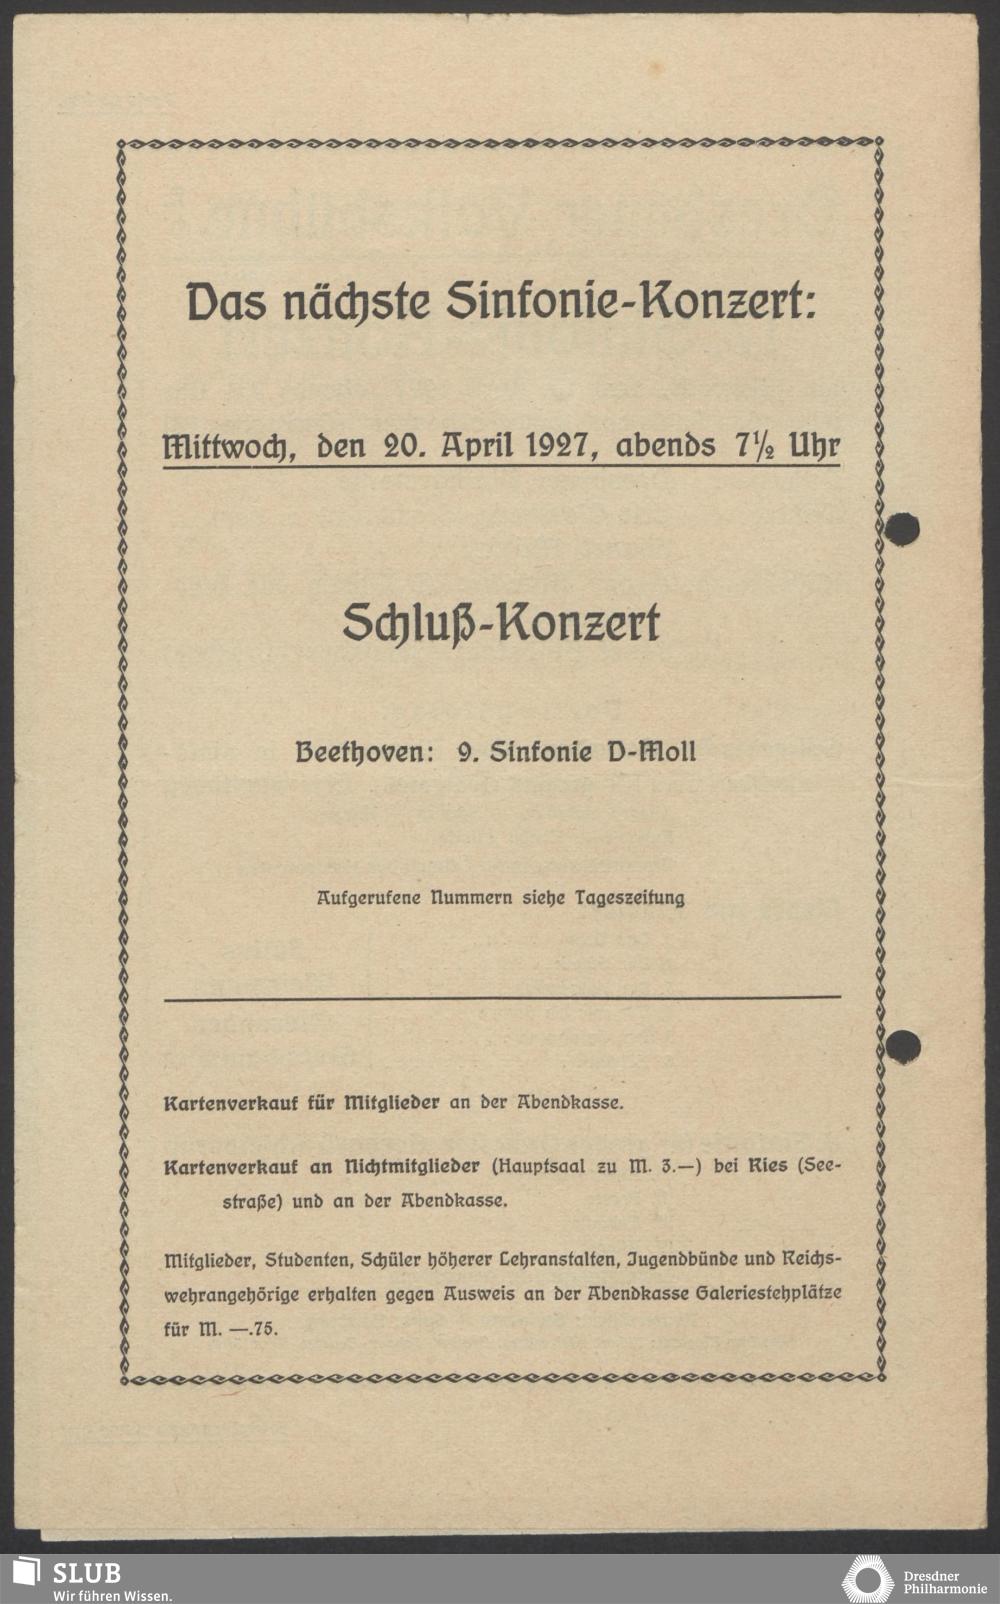 Das nächste Sinfonie-Konzert:
Mittwoch, den 20. April 1927, abends 7½ Uhr
Schluß-Konzert
Beethoven: 9. Sinfonie D-Moll
Aufgerufene Nummern siehe Tageszeitung
Kartenverkauf für Mitglieder an der Abendkasse.
Kartenverkauf an Nichtmitglieder (Hauptsaal zu M. 3.—) bei Ries (See-
straße) und an der Abendkasse.
Mitglieder, Studenten, Schüler höherer Lehranstalten, Jugendbünde und Reichs-
wehrangehörige erhalten gegen Ausweis an der Abendkasse Galeriestehplätze
für M. —.75.
SLUB
Wir führen Wissen.
Dresdner
Philharmonie